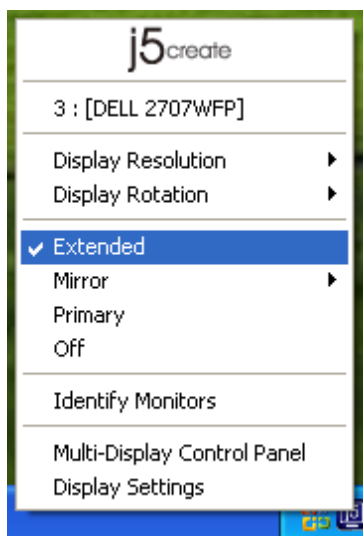 j5create
3 : [DELL 2707WFP]
Display Resolution
Display Rotation
Extended
Mirror
Primary
Off
Identify Monitors
Multi-Display Control Panel
Display Settings